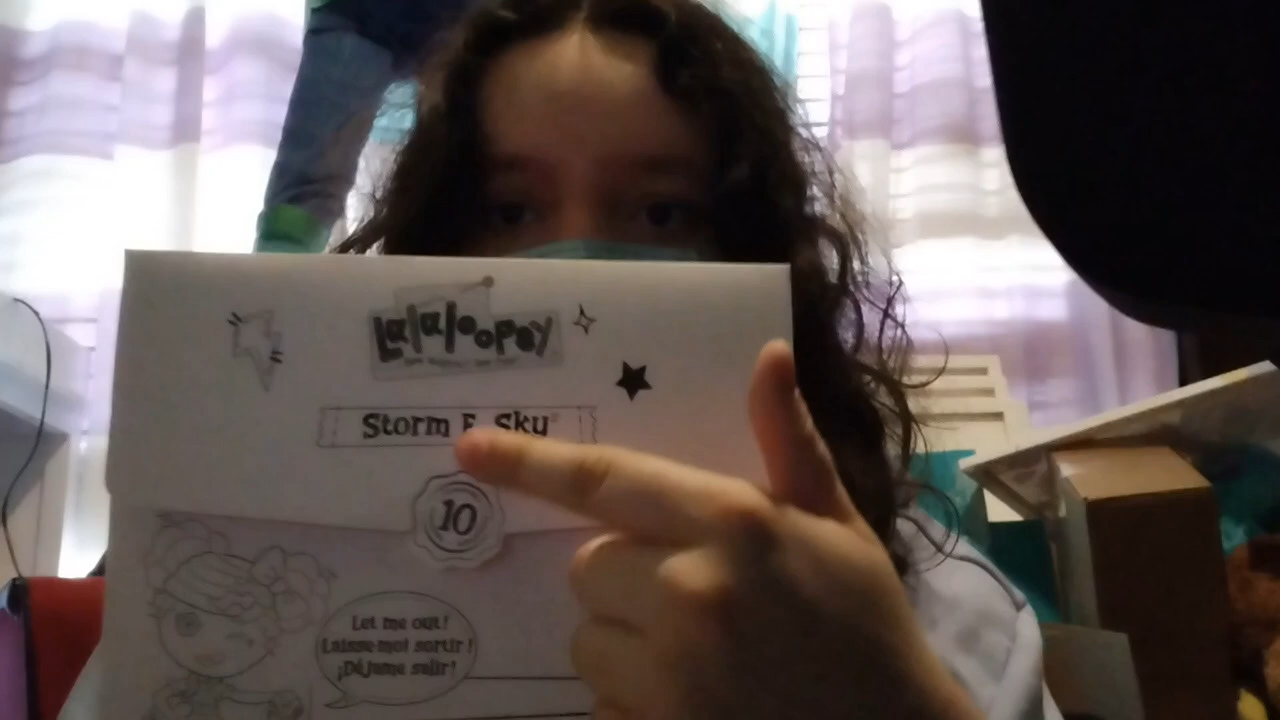 Lalaloopsy
Storm E. Sky
10
Let me out!
Laisse-moi sortir!
¡Déjame salir!